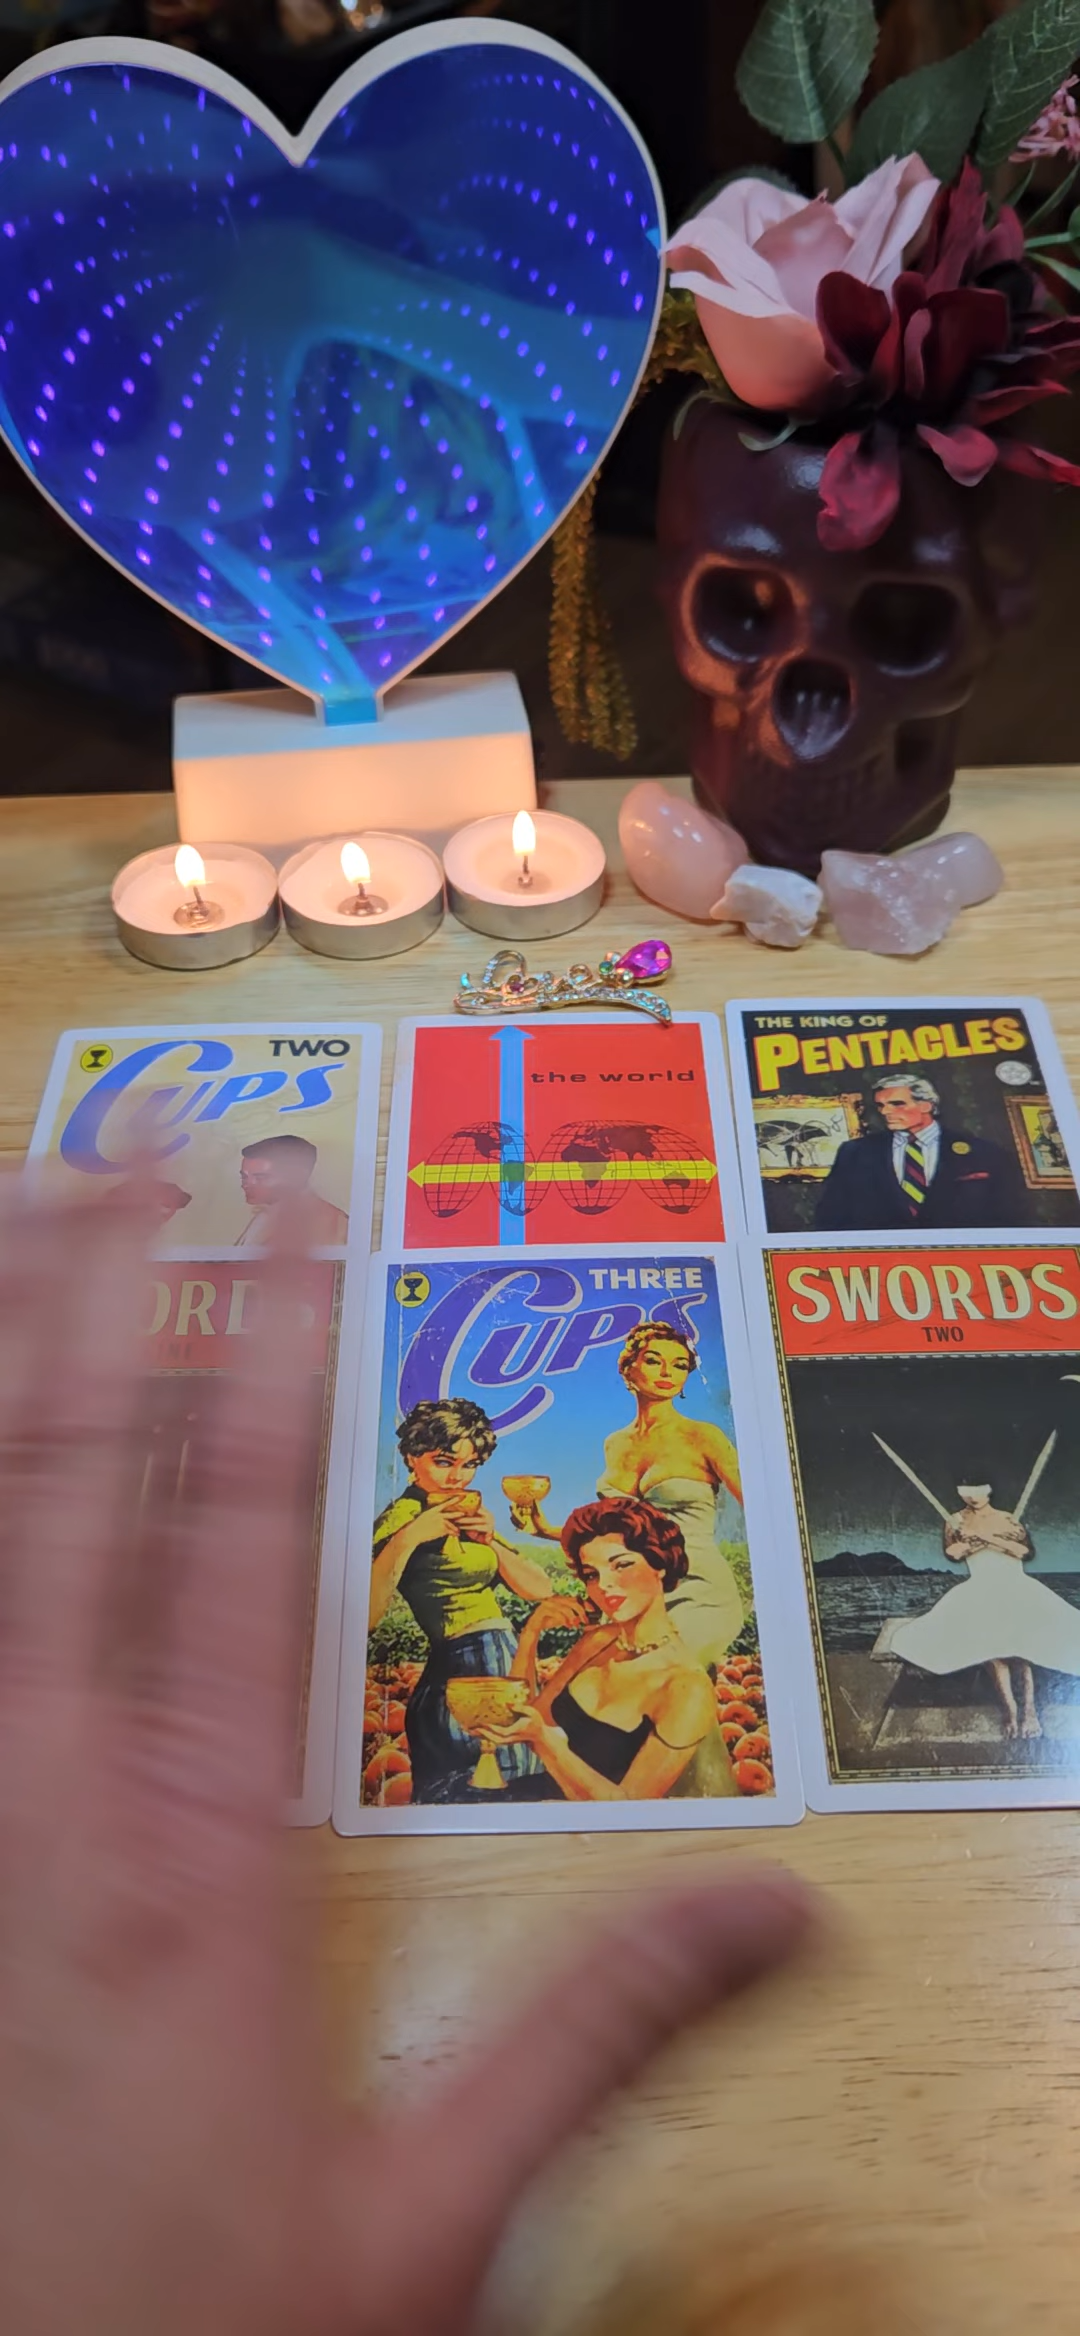 TWO
CUPS
the world
THE KING OF
PENTACLES
THREE
CUPS
SWORDS
TWO